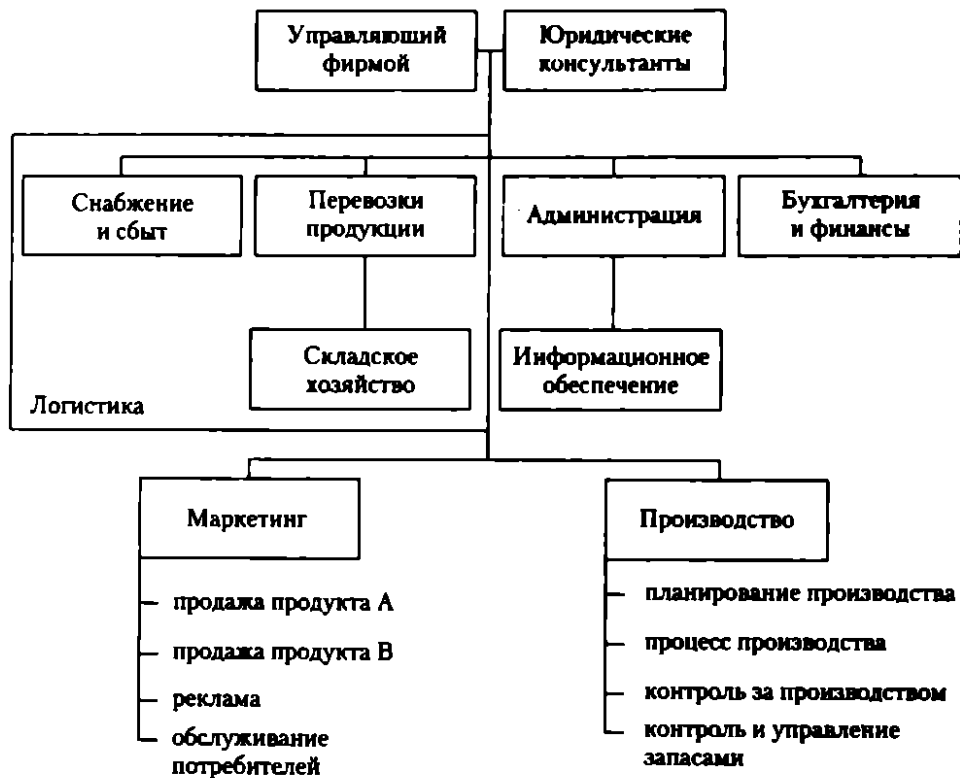 Управляющий
фирмой
Юридические
консультанты
Снабжение
и сбыт
Перевозки
продукции
Администрация
Бухгалтерия
и финансы
Складское
хозяйство
Информационное
обеспечение
Логистика
Маркетинг
Производство
продажа продукта А
продажа продукта В
реклама
обслуживание
потребителей
планирование производства
процесс производства
контроль за производством
контроль и управление
запасами